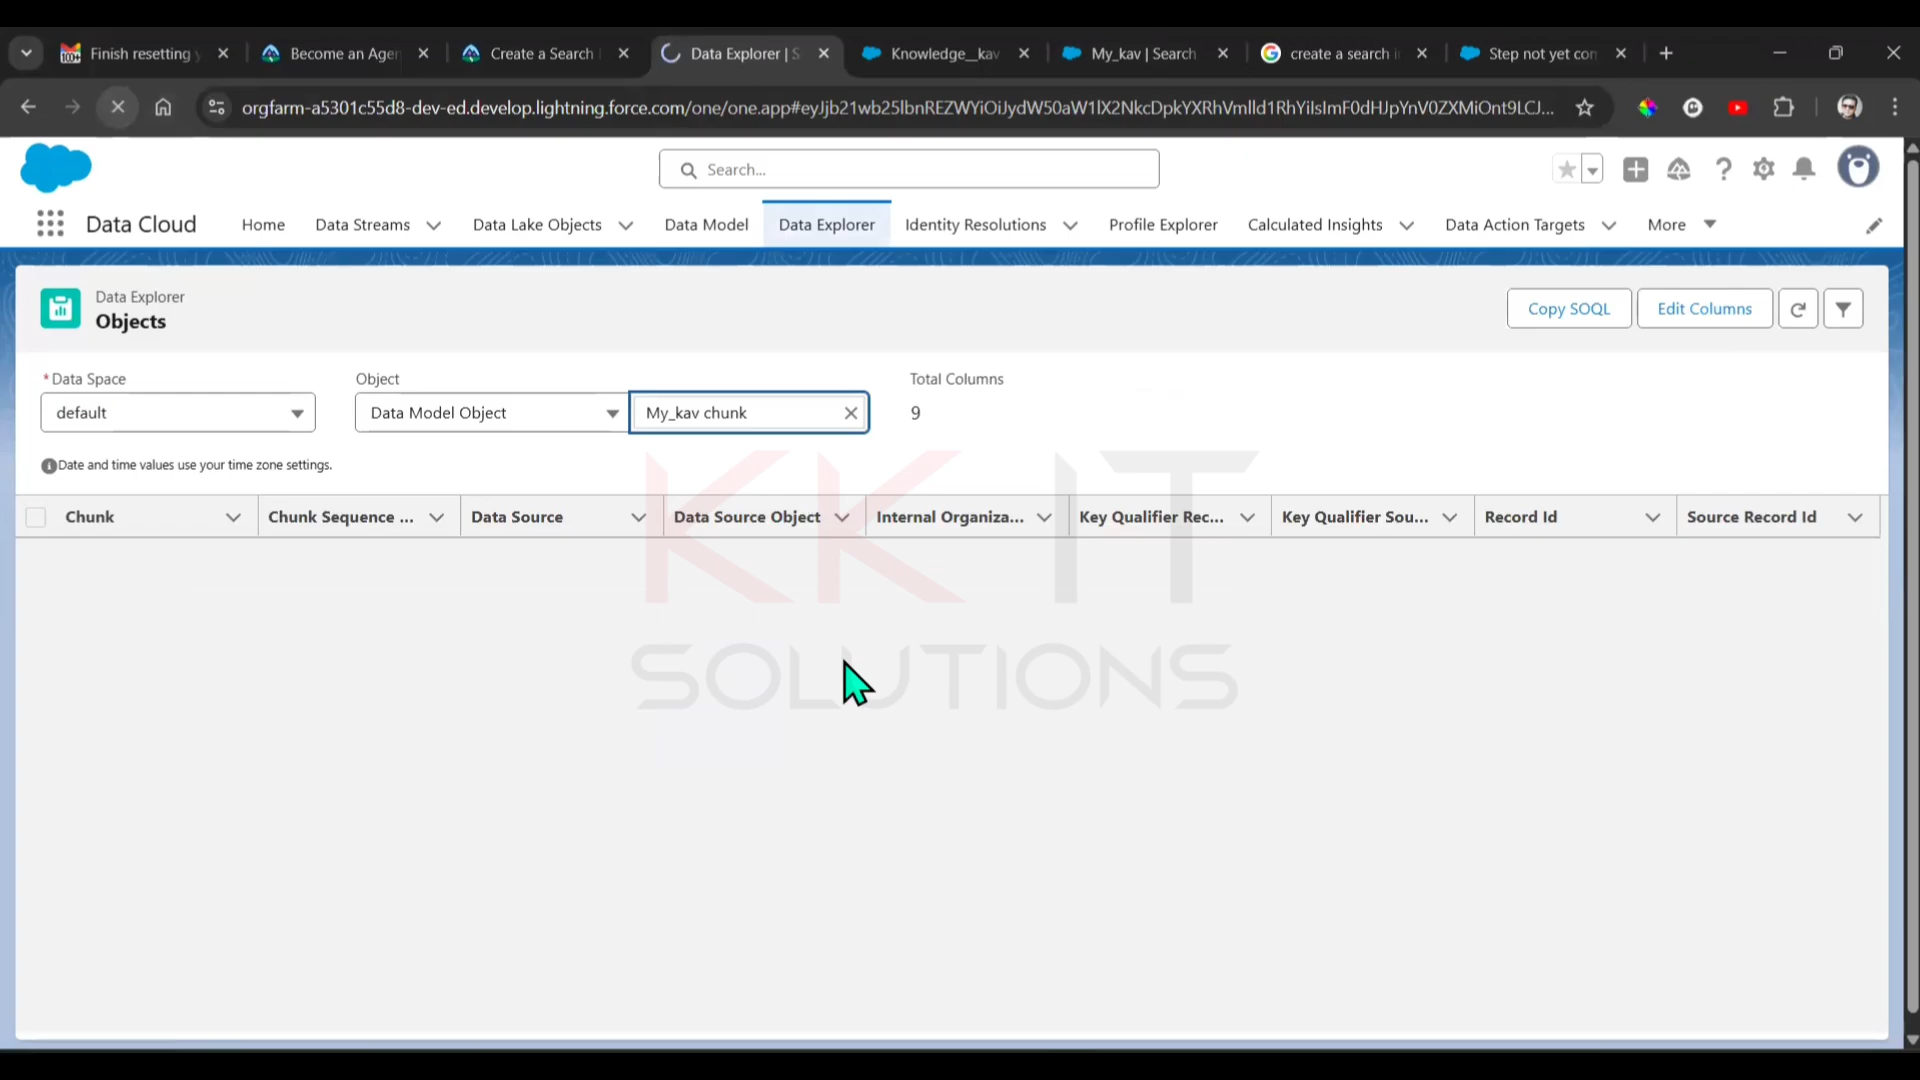 Finish resetting y
Become an Agen
Create a Search I
Data Explorer | S
Knowledge__kav
My_kav | Search
create a search i
Step not yet con
orgfarm-a5301c55d8-dev-ed.develop.lightning.force.com/one/one.app#eyJjb21wb25lbnREZWYiOiJydW50aW1lX2NkcDpkYXRhVmlld1RhYiIsImF0dHJpYnV0ZXMiOnt9LCJ...
Search...
Data Cloud
Home
Data Streams
Data Lake Objects
Data Model
Data Explorer
Identity Resolutions
Profile Explorer
Calculated Insights
Data Action Targets
More
Data Explorer
Objects
Copy SOQL
Edit Columns
*Data Space
Object
Total Columns
default
Data Model Object
My_kav chunk
9
Date and time values use your time zone settings.
Chunk
Chunk Sequence ...
Data Source
Data Source Object
Internal Organiza...
Key Qualifier Rec...
Key Qualifier Sou...
Record Id
Source Record Id
KK IT
SOLUTIONS